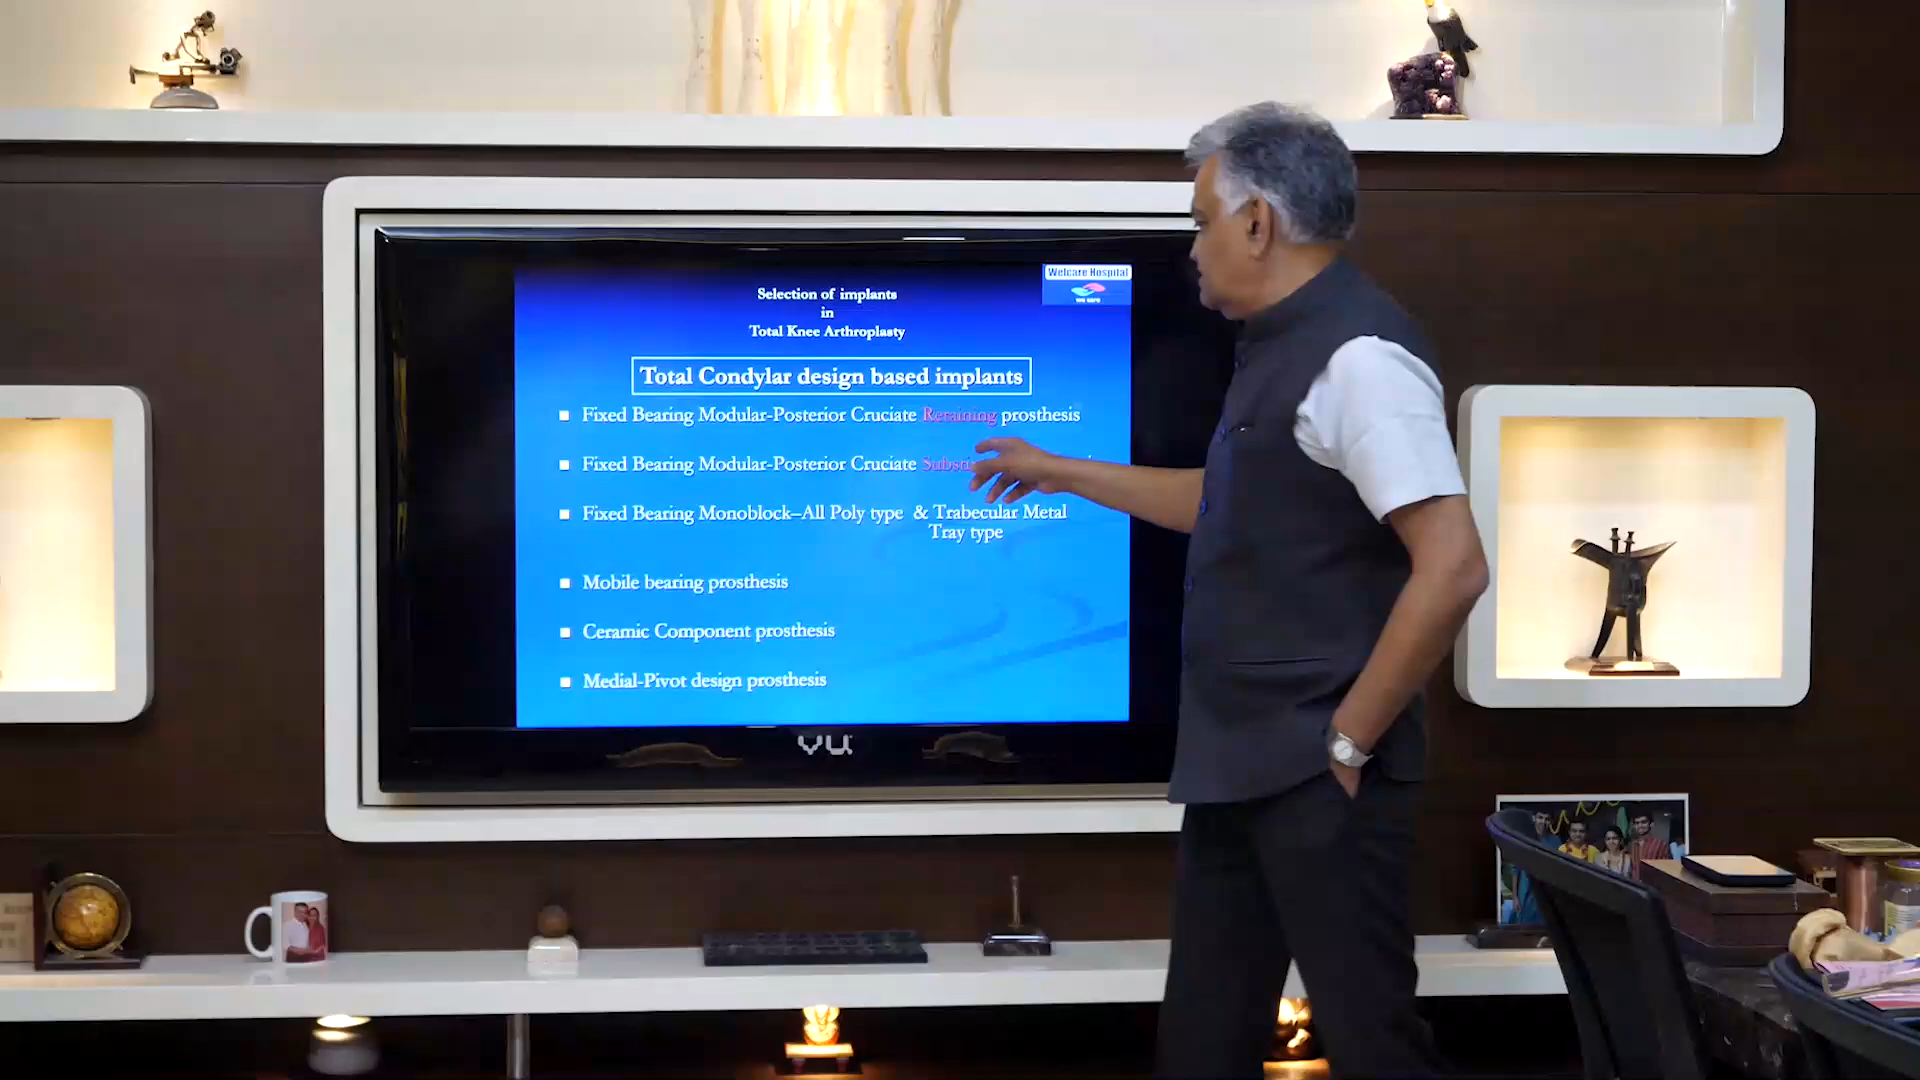 Welcare Hospital
we care
Selection of implants
in
Total Knee Arthroplasty
Total Condylar design based implants
Fixed Bearing Modular-Posterior Cruciate Retaining prosthesis
Fixed Bearing Modular-Posterior Cruciate
Fixed Bearing Monoblock–All Poly type & Trabecular Metal
Tray type
Mobile bearing prosthesis
Ceramic Component prosthesis
Medial-Pivot design prosthesis
VU